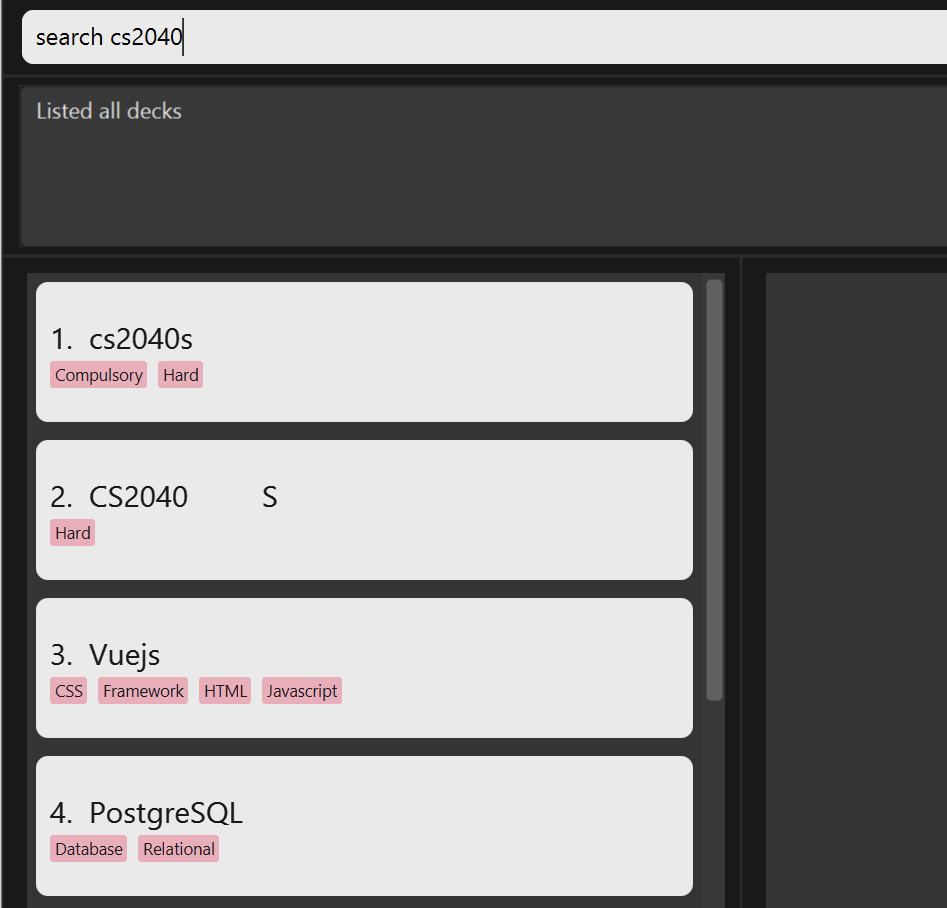 search cs2040
Listed all decks
1. cs2040s
Compulsory Hard
2. CS2040 S
Hard
3. Vuejs
CSS Framework HTML Javascript
4. PostgreSQL
Database Relational